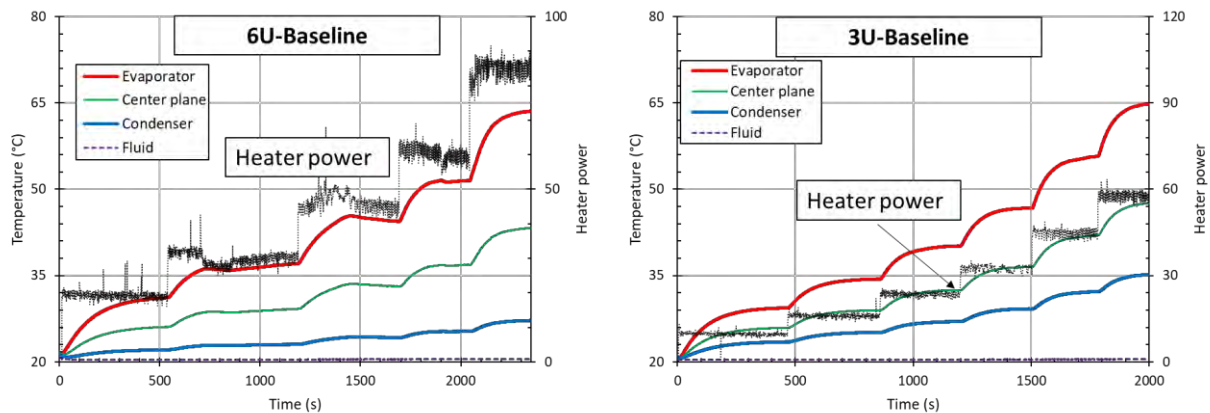 6U-Baseline
80
65
50
35
20
Temperature (°C)
100
50
0
Heater power
Evaporator
Center plane
Condenser
Fluid
Heater power
0
500
1000
1500
2000
Time (s)
3U-Baseline
80
65
50
35
20
Temperature (°C)
120
90
60
30
0
Heater power
Evaporator
Center plane
Condenser
Fluid
Heater power
0
500
1000
1500
2000
Time (s)